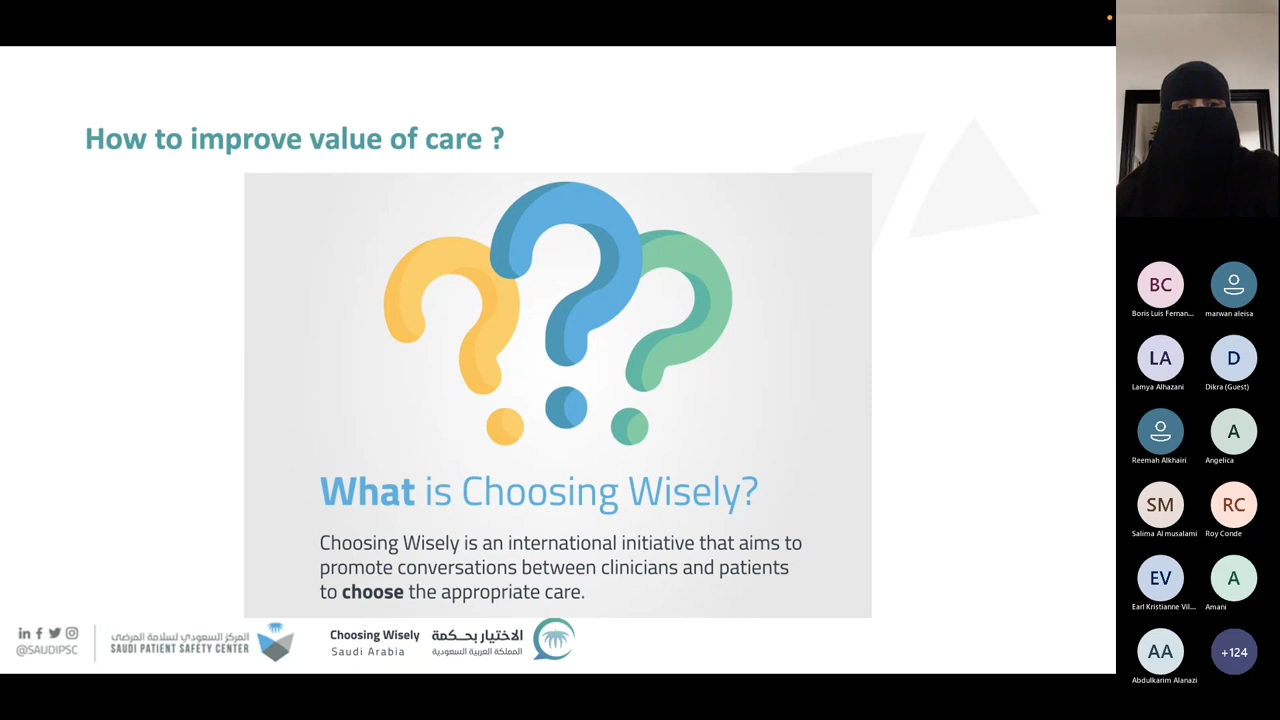 How to improve value of care ?
What is Choosing Wisely?
Choosing Wisely is an international initiative that aims to
promote conversations between clinicians and patients
to choose the appropriate care.
@SAUDIPSC
المركز السعودي لسلامة المرضى
SAUDI PATIENT SAFETY CENTER
Choosing Wisely
Saudi Arabia
الاختيار بحكمة
المملكة العربية السعودية
BC
Boris Luis Fernan...
marwan aleisa
LA
Lamya Alhazani
D
Dikra (Guest)
Reemah Alkhairi
A
Angelica
SM
Salima Al musalami
RC
Roy Conde
EV
Earl Kristianne Vil...
A
Amani
AA
Abdulkarim Alanazi
+124